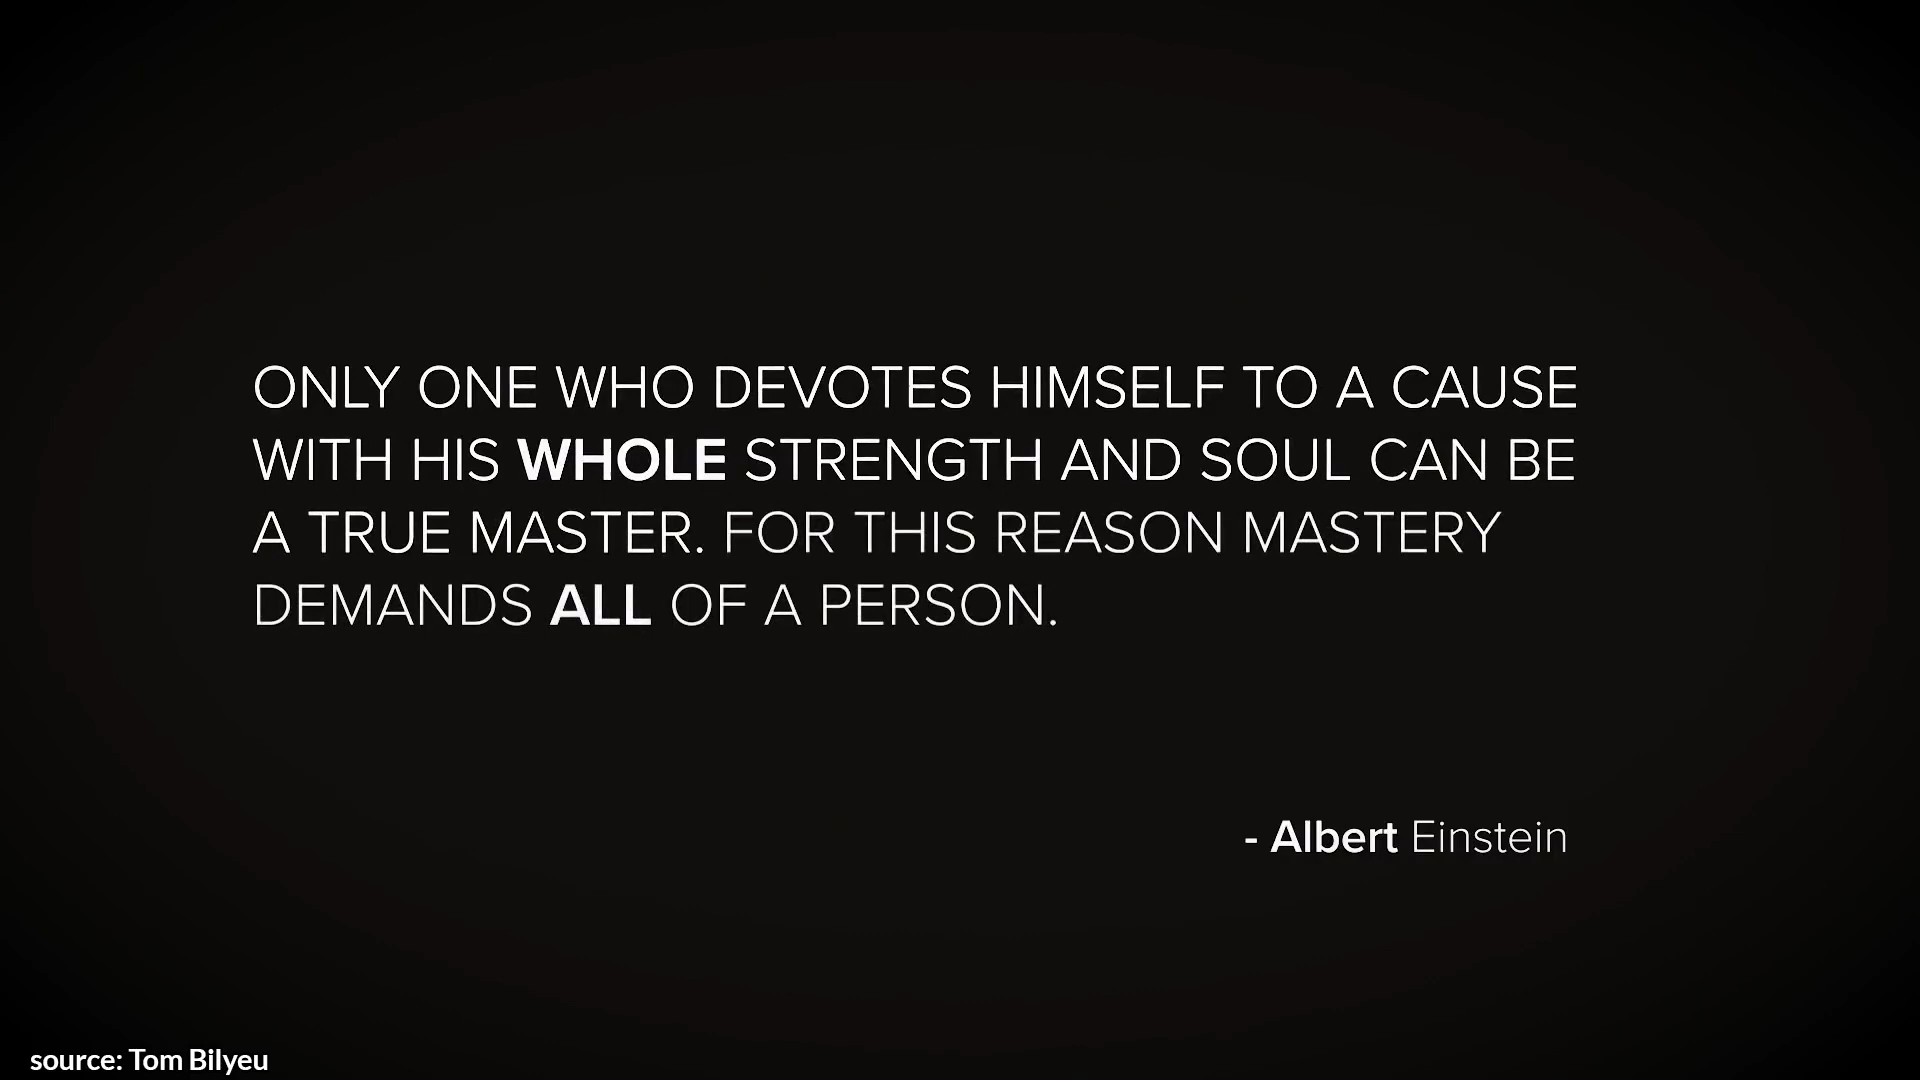 ONLY ONE WHO DEVOTES HIMSELF TO A CAUSE
WITH HIS WHOLE STRENGTH AND SOUL CAN BE
A TRUE MASTER. FOR THIS REASON MASTERY
DEMANDS ALL OF A PERSON.
- Albert Einstein
source: Tom Bilyeu